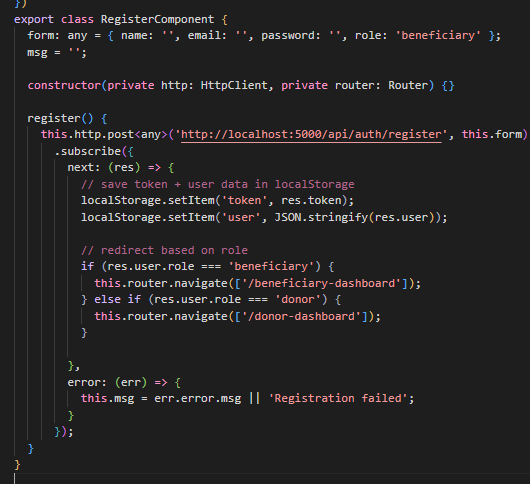 })
export class RegisterComponent {
  form: any = { name: '', email: '', password: '', role: 'beneficiary' };
  msg = '';

  constructor(private http: HttpClient, private router: Router) {}

  register() {
    this.http.post<any>('http://localhost:5000/api/auth/register', this.form)
      .subscribe({
        next: (res) => {
          // save token + user data in localStorage
          localStorage.setItem('token', res.token);
          localStorage.setItem('user', JSON.stringify(res.user));

          // redirect based on role
          if (res.user.role === 'beneficiary') {
            this.router.navigate(['/beneficiary-dashboard']);
          } else if (res.user.role === 'donor') {
            this.router.navigate(['/donor-dashboard']);
          }

        },
        error: (err) => {
          this.msg = err.error.msg || 'Registration failed';
        }
      });
  }
}